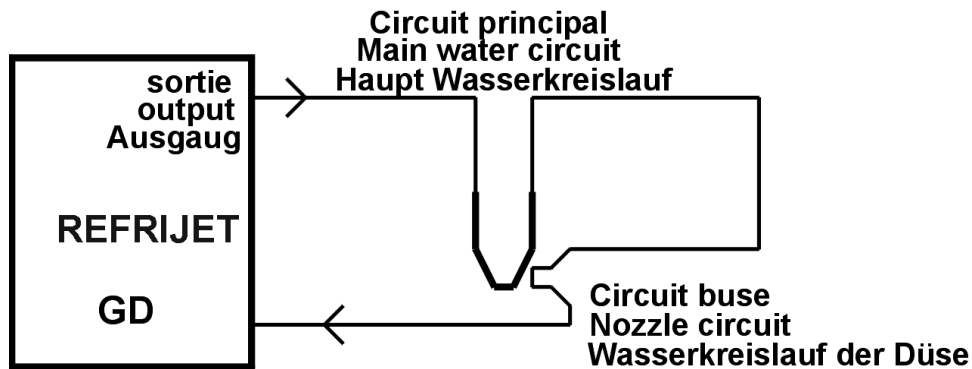 Circuit principal
Main water circuit
Haupt Wasserkreislauf
sortie
output
Ausgaug
REFRIJET
GD
Circuit buse
Nozzle circuit
Wasserkreislauf der Düse